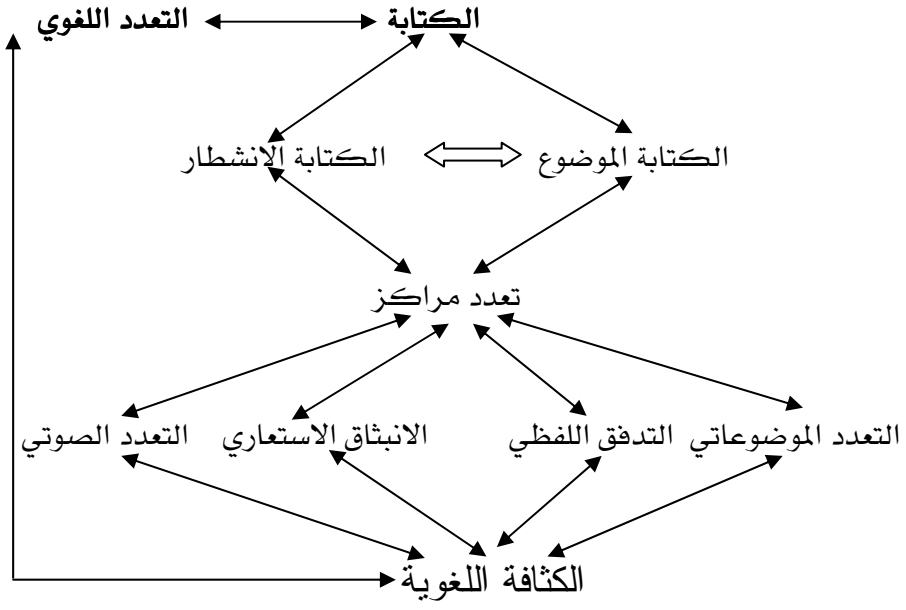 الكتابة
التعدد اللغوي
الكتابة الموضوع
الكتابة الانشطار
تعدد مراكز
التعدد الموضوعاتي
التدفق اللفظي
الانبثاق الاستعاري
التعدد الصوتي
الكثافة اللغوية